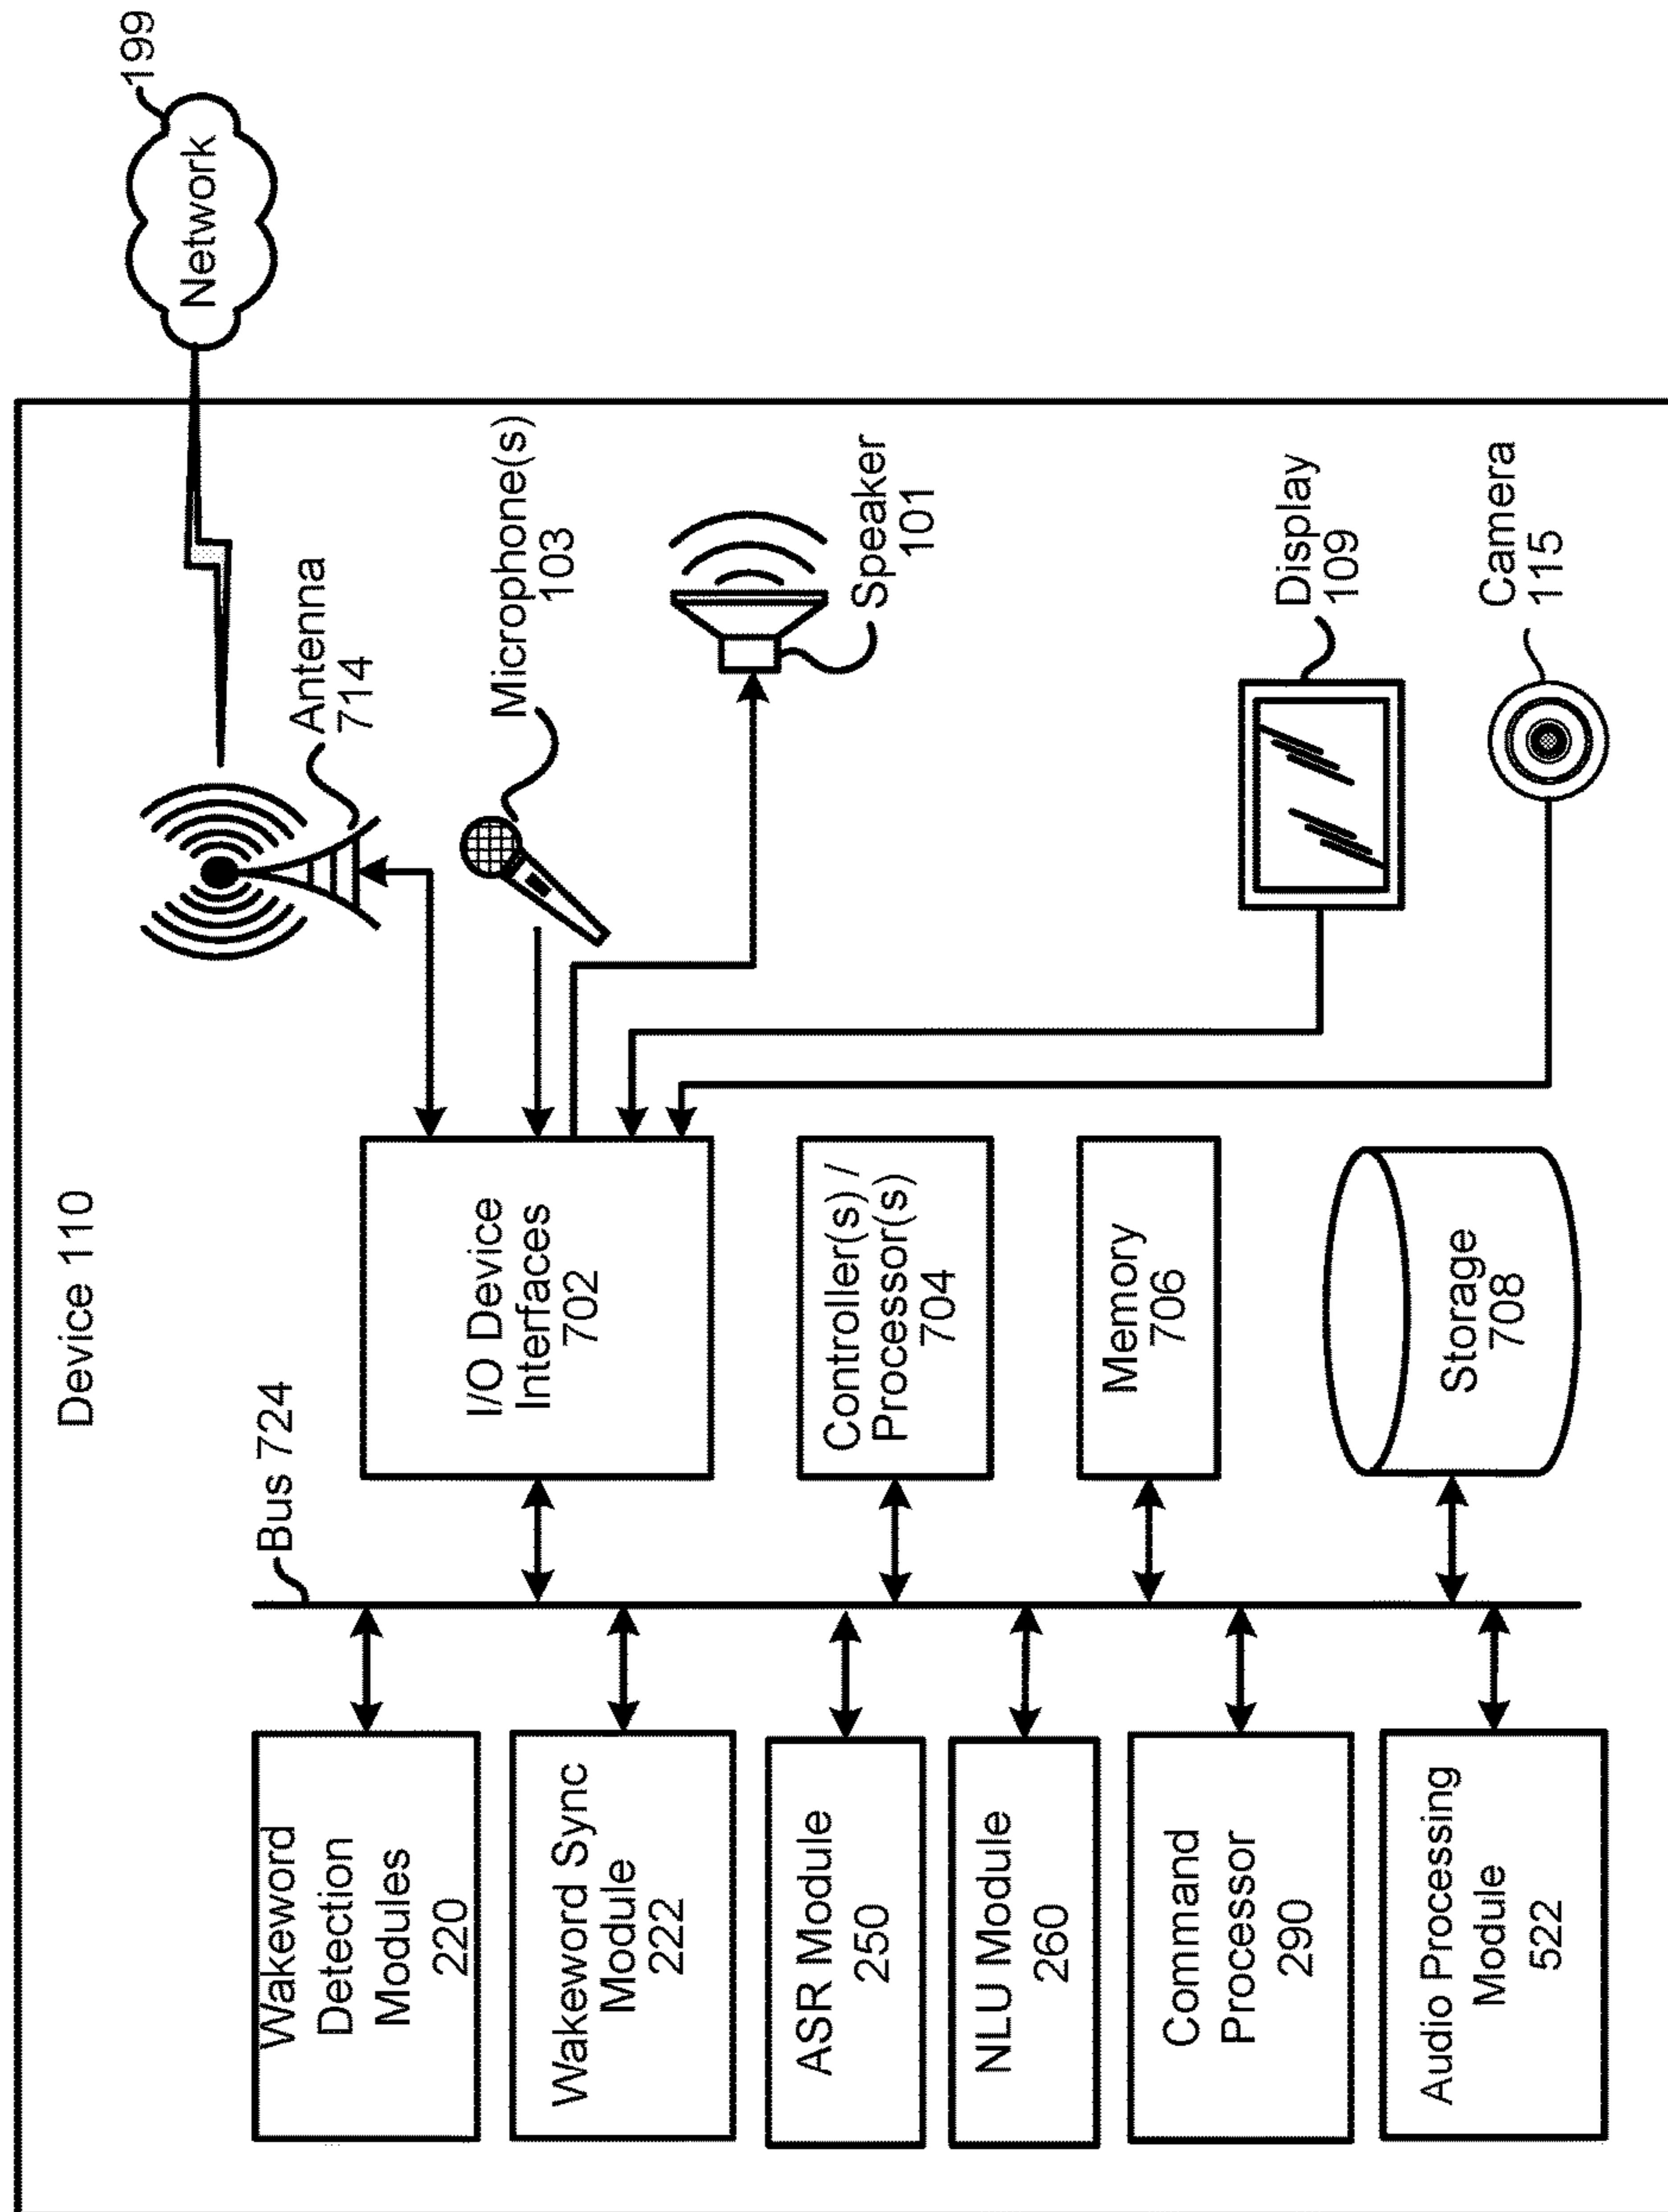 Device 110
Bus 724
Wakeword
Detection
Modules
220
Wakeword Sync
Module
222
ASR Module
250
NLU Module
260
Command
Processor
290
Audio Processing
Module
522
I/O Device
Interfaces
702
Controller(s) /
Processor(s)
704
Memory
706
Storage
708
Antenna
714
Microphone(s)
103
Speaker
101
Display
109
Camera
115
Network
199